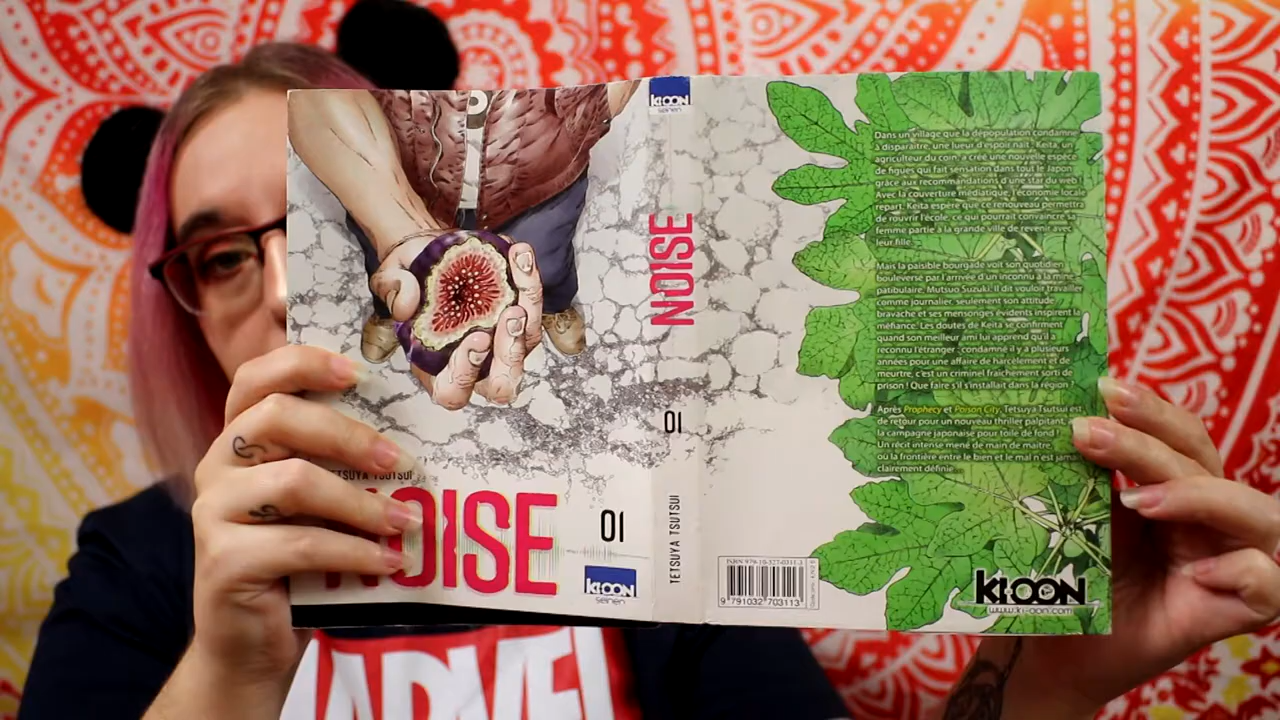 TETSUYA TSUTSUI
NOISE
01
KI-OON
seinen
KI-OON
seinen
NOISE
01
TETSUYA TSUTSUI
Dans un village que la dépopulation condamne
à disparaître, une lueur d'espoir naît : Keita, un
agriculteur du coin, a créé une nouvelle espèce
de figues qui fait sensation dans tout le Japon
grâce aux recommandations d'une star du web !
Avec la couverture médiatique, l'économie locale
repart. Keita espère que ce renouveau permettra
de rouvrir l'école, ce qui pourrait convaincre sa
femme partie à la grande ville de revenir avec
leur fille.
Mais la paisible bourgade voit son quotidien
bouleversé par l'arrivée d'un inconnu à la mine
patibulaire, Mutsuo Suzuki. Il dit vouloir travailler
comme journalier, seulement son attitude
bravache et ses mensonges évidents inspirent la
méfiance. Les doutes de Keita se confirment
quand son meilleur ami lui apprend qu'il a
reconnu l'étranger : condamné il y a plusieurs
années pour une affaire de harcèlement et de
meurtre, c'est un criminel fraîchement sorti de
prison ! Que faire s'il s'installait dans la région ?
Après Prophecy et Poison City, Tetsuya Tsutsui est
de retour pour un nouveau thriller palpitant, a
la campagne japonaise pour toile de fond !
Un récit intense mené de main de maître,
où la frontière entre le bien et le mal n'est jamais
clairement définie...
ISBN 979-10-327-0311-3
9 791032 703113
KI-OON
www.ki-oon.com
MARVEL